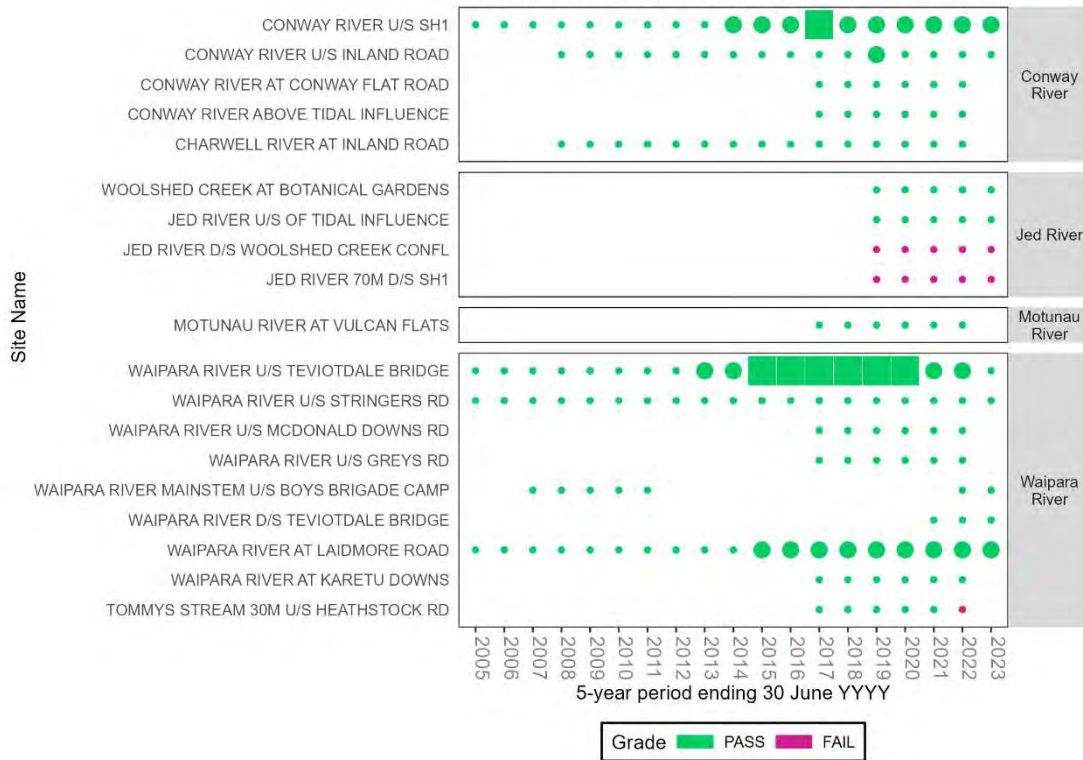 Site Name
CONWAY RIVER U/S SH1
CONWAY RIVER U/S INLAND ROAD
CONWAY RIVER AT CONWAY FLAT ROAD
CONWAY RIVER ABOVE TIDAL INFLUENCE
CHARWELL RIVER AT INLAND ROAD
Conway
River
WOOLSHED CREEK AT BOTANICAL GARDENS
JED RIVER U/S OF TIDAL INFLUENCE
JED RIVER D/S WOOLSHED CREEK CONFL
JED RIVER 70M D/S SH1
Jed River
MOTUNAU RIVER AT VULCAN FLATS
Motunau
River
WAIPARA RIVER U/S TEVIOTDALE BRIDGE
WAIPARA RIVER U/S STRINGERS RD
WAIPARA RIVER U/S MCDONALD DOWNS RD
WAIPARA RIVER U/S GREYS RD
WAIPARA RIVER MAINSTEM U/S BOYS BRIGADE CAMP
WAIPARA RIVER D/S TEVIOTDALE BRIDGE
WAIPARA RIVER AT LAIDMORE ROAD
WAIPARA RIVER AT KARETU DOWNS
TOMMYS STREAM 30M U/S HEATHSTOCK RD
Waipara
River
2005
2006
2007
2008
2009
2010
2011
2012
2013
2014
2015
2016
2017
2018
2019
2020
2021
2022
2023
5-year period ending 30 June YYYY
Grade PASS FAIL